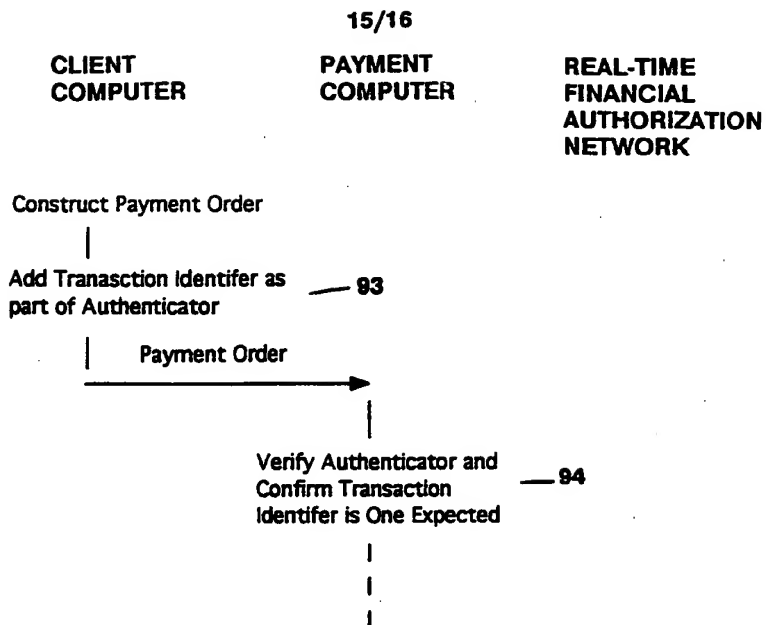 15/16
CLIENT
COMPUTER
PAYMENT
COMPUTER
REAL-TIME
FINANCIAL
AUTHORIZATION
NETWORK
Construct Payment Order
Add Tranasction Identifer as
part of Authenticator
93
Payment Order
Verify Authenticator and
Confirm Transaction
Identifer is One Expected
94